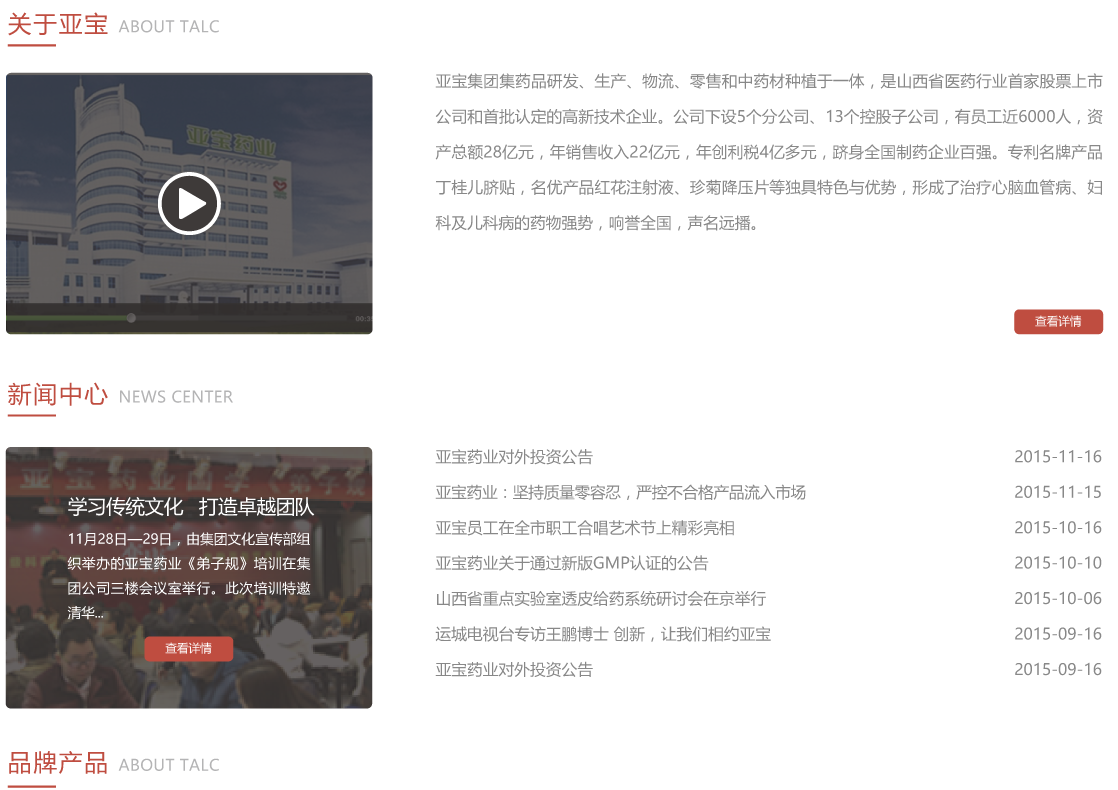 关于亚宝 ABOUT TALC
亚宝药业
亚宝集团集药品研发、生产、物流、零售和中药材种植于一体，是山西省医药行业首家股票上市
公司和首批认定的高新技术企业。公司下设5个分公司、13个控股子公司，有员工近6000人，资
产总额28亿元，年销售收入22亿元，年创利税4亿多元，跻身全国制药企业百强。专利名牌产品
丁桂儿脐贴，名优产品红花注射液、珍菊降压片等独具特色与优势，形成了治疗心脑血管病、妇
科及儿科病的药物强势，响誉全国，声名远播。
查看详情
新闻中心 NEWS CENTER
亚宝药业国学《弟子规
学习传统文化 打造卓越团队
11月28日—29日，由集团文化宣传部组
织举办的亚宝药业《弟子规》培训在集
团公司三楼会议室举行。此次培训特邀
清华...
查看详情
亚宝药业对外投资公告 2015-11-16
亚宝药业：坚持质量零容忍，严控不合格产品流入市场 2015-11-15
亚宝员工在全市职工合唱艺术节上精彩亮相 2015-10-16
亚宝药业关于通过新版GMP认证的公告 2015-10-10
山西省重点实验室透皮给药系统研讨会在京举行 2015-10-06
运城电视台专访王鹏博士 创新，让我们相约亚宝 2015-09-16
亚宝药业对外投资公告 2015-09-16
品牌产品 ABOUT TALC